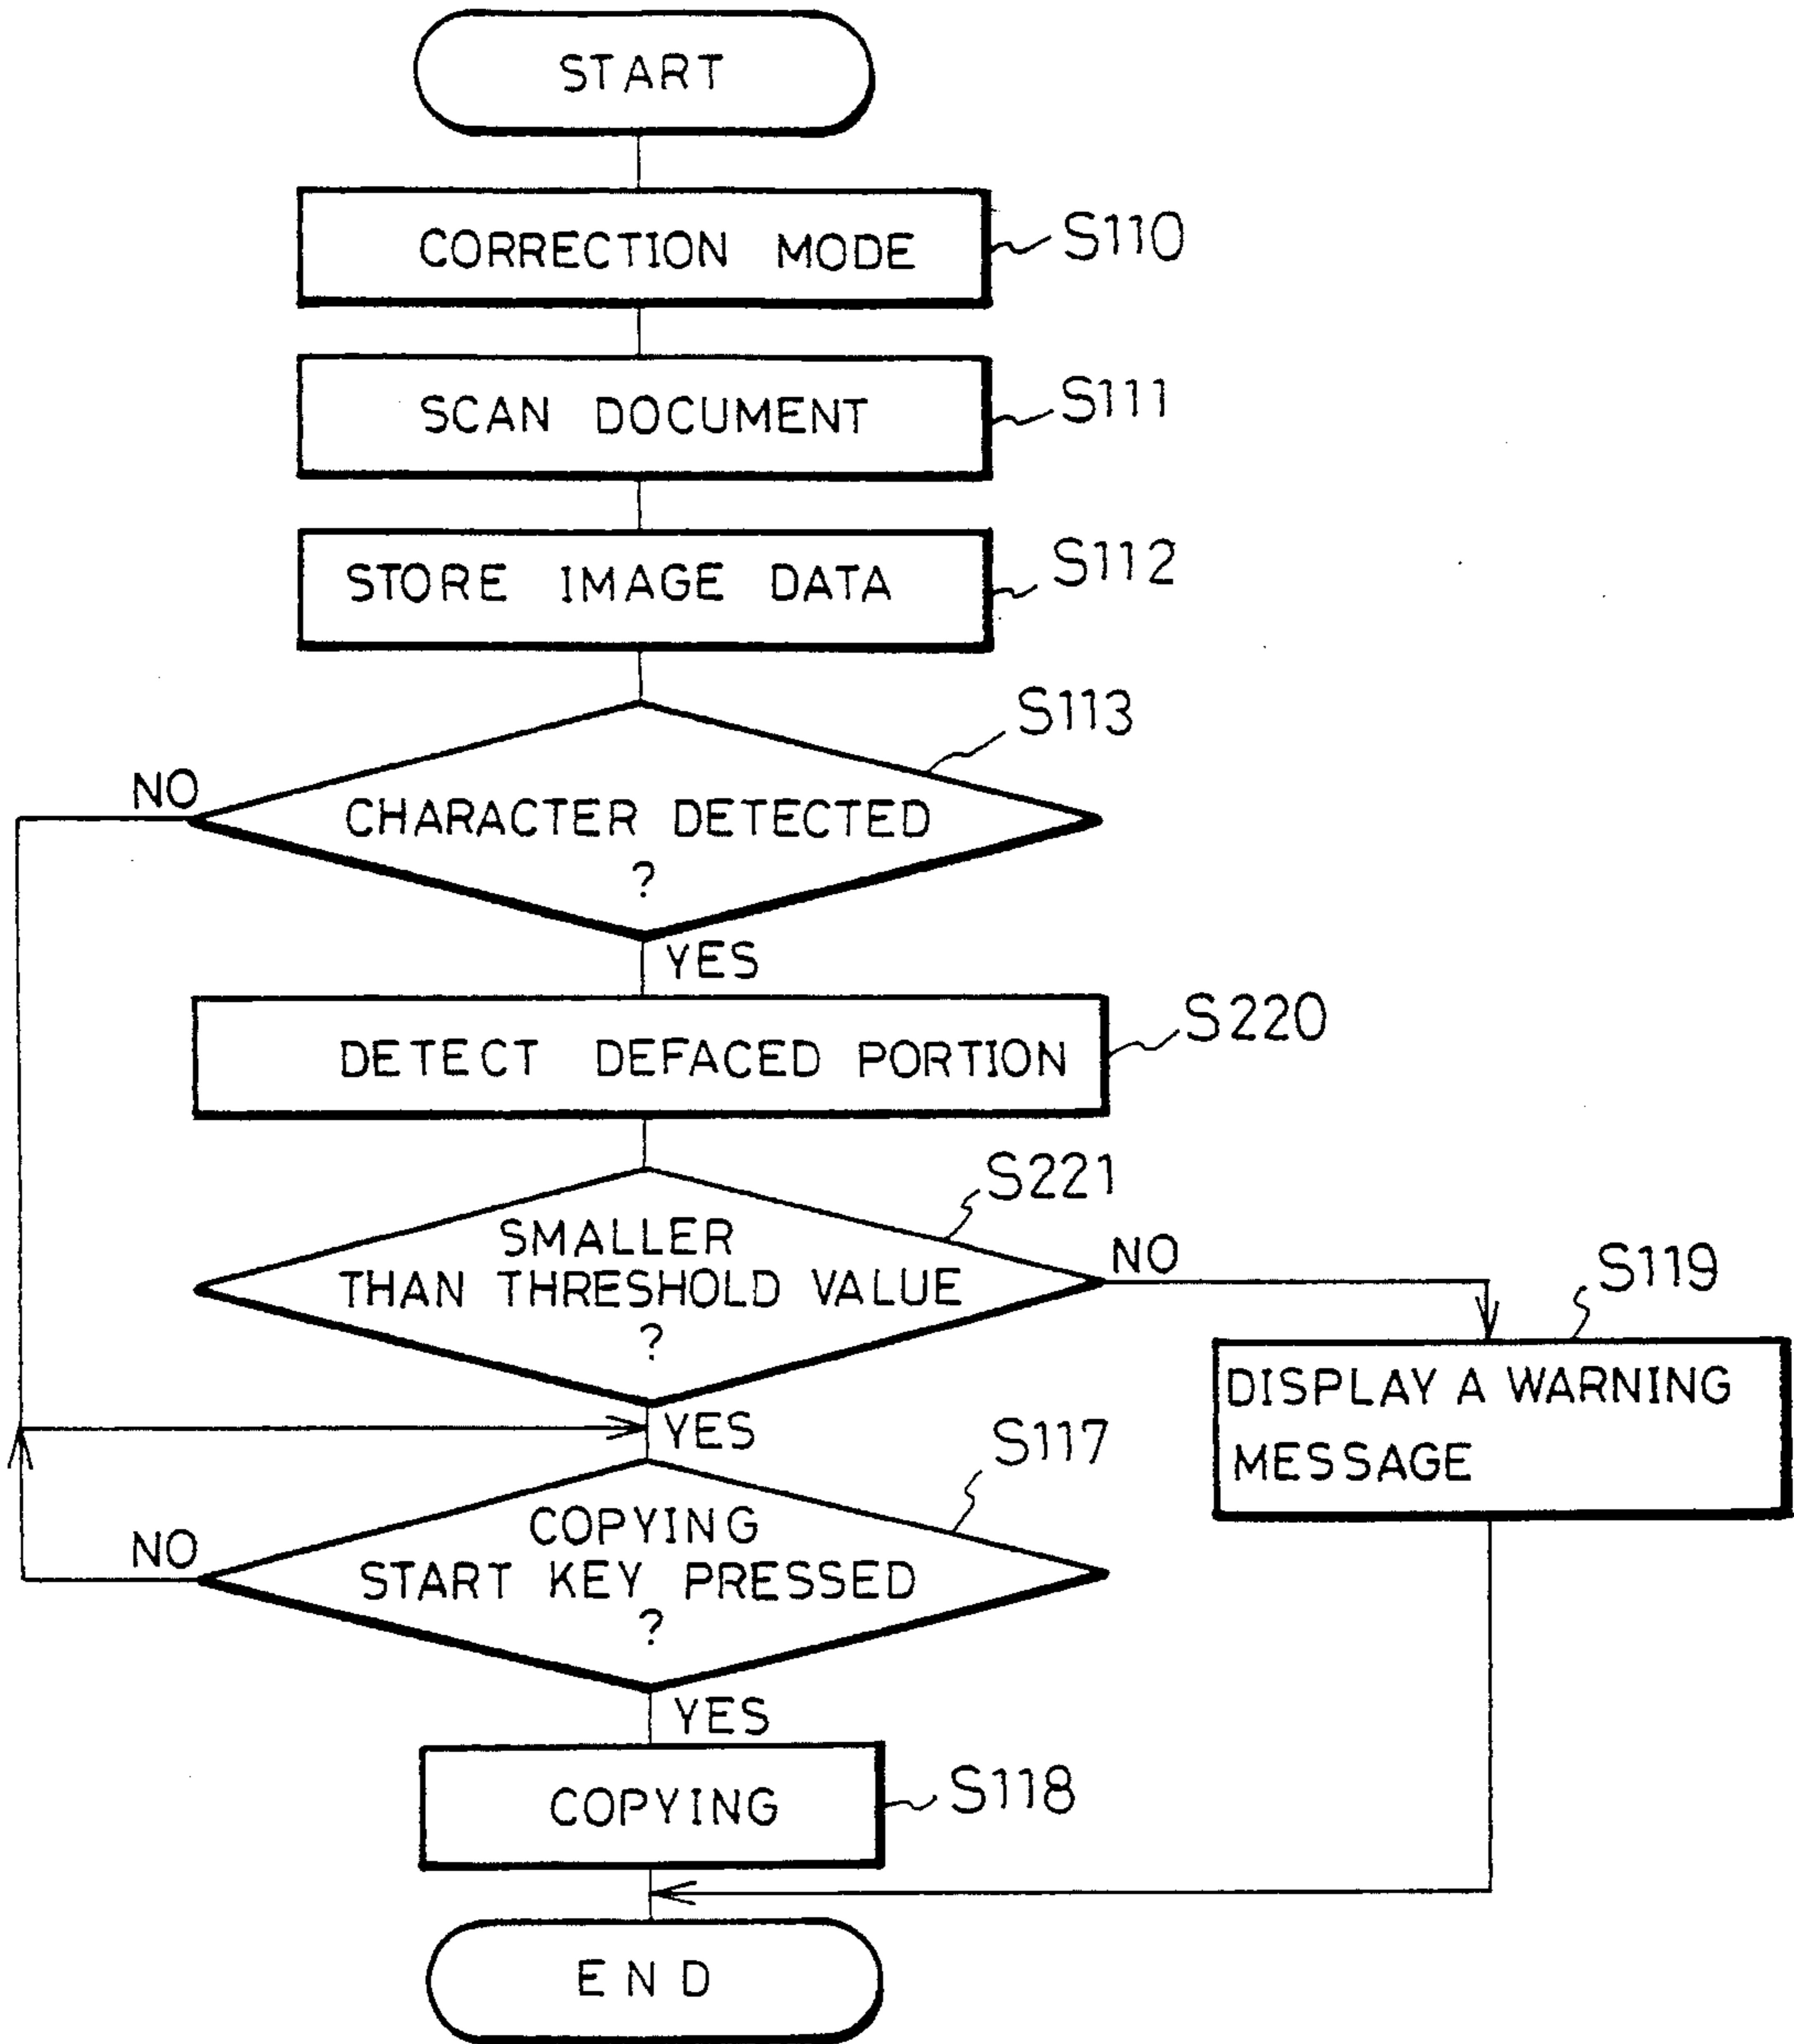 START
CORRECTION MODE
S110
SCAN DOCUMENT
S111
STORE IMAGE DATA
S112
S113
NO
CHARACTER DETECTED
?
YES
S220
DETECT DEFACED PORTION
S221
SMALLER
THAN THRESHOLD VALUE
?
NO
S119
DISPLAY A WARNING
MESSAGE
YES
S117
COPYING
START KEY PRESSED
?
NO
YES
COPYING
S118
END